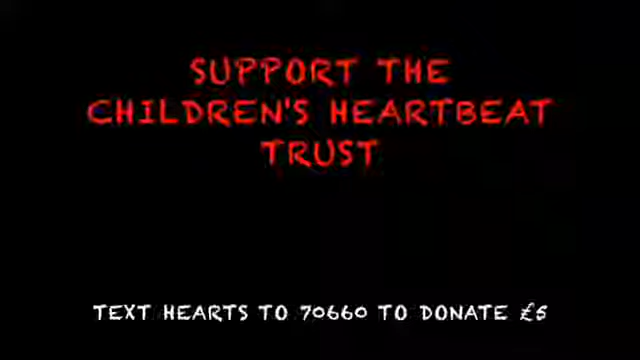 SUPPORT THE
CHILDREN'S HEARTBEAT
TRUST
TEXT HEARTS TO 70660 TO DONATE £5